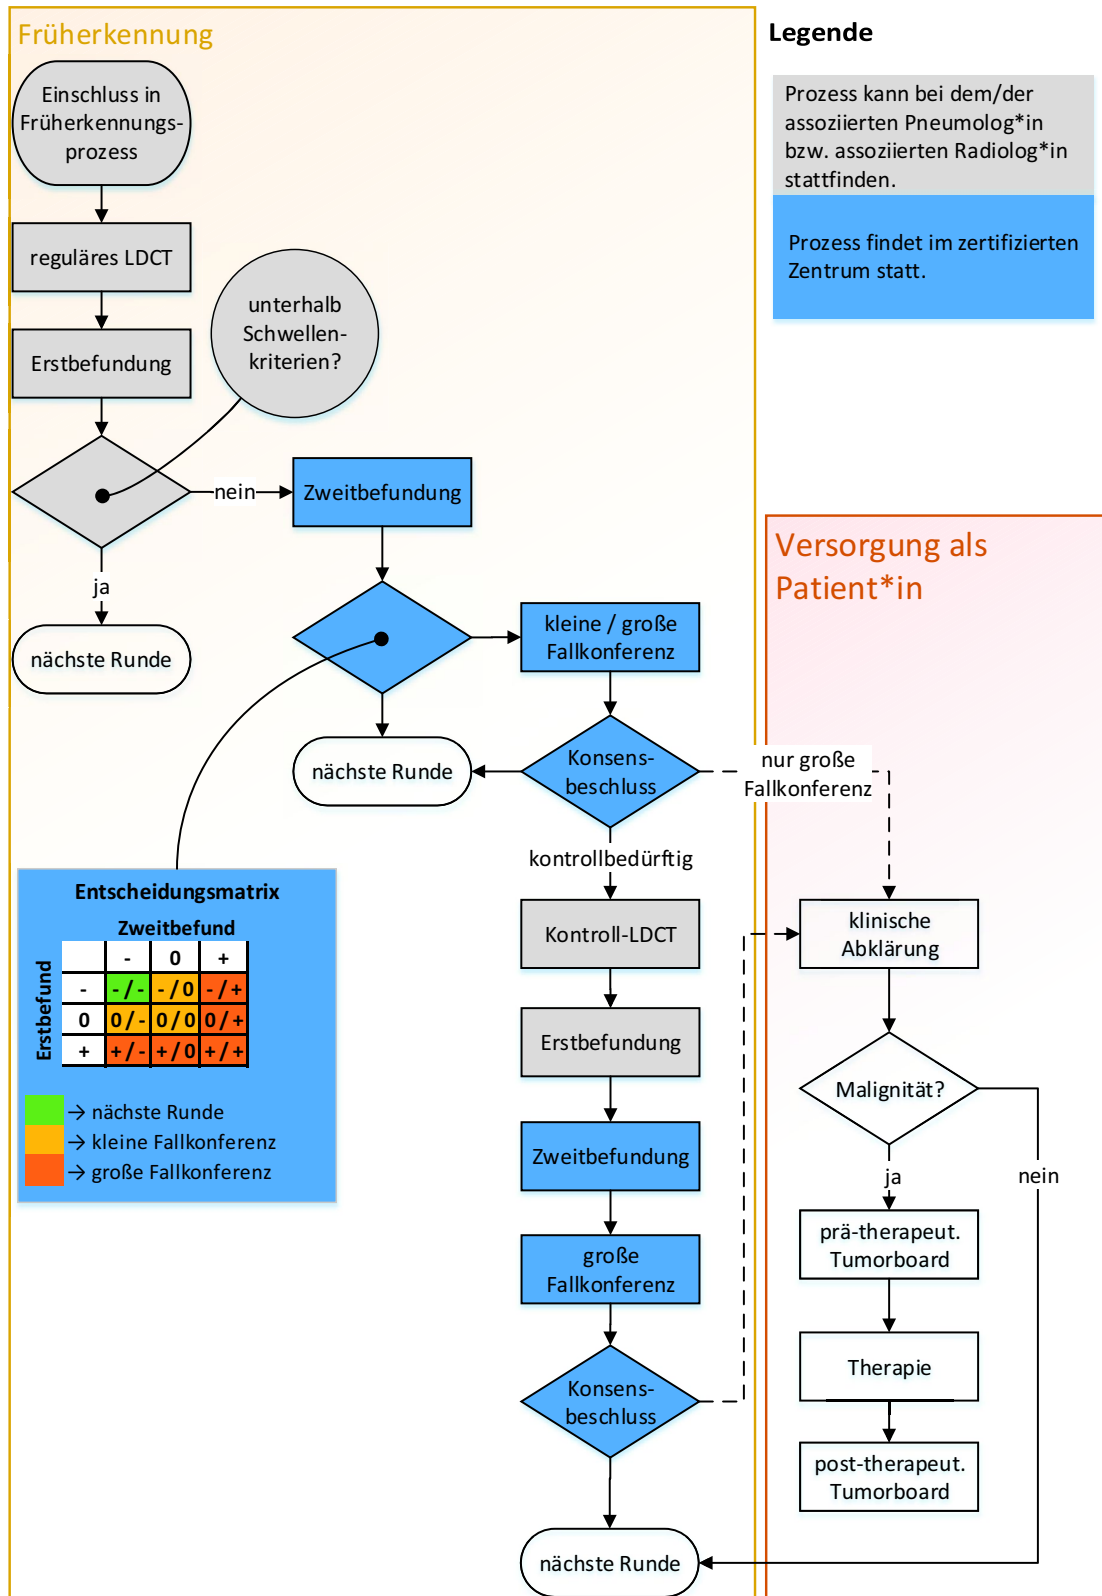 Früherkennung
Legende
Einschluss in
Früherkennungs-
prozess
Prozess kann bei dem/der
assoziierten Pneumolog*in
bzw. assoziierten Radiolog*in
stattfinden.
Prozess findet im zertifizierten
Zentrum statt.
reguläres LDCT
unterhalb
Schwellen-
kriterien?
Erstbefundung
nein
Zweitbefundung
ja
nächste Runde
Versorgung als
Patient*in
kleine / große
Fallkonferenz
nächste Runde
Konsens-
beschluss
nur große
Fallkonferenz
kontrollbedürftig
Entscheidungsmatrix
Zweitbefund
Erstbefund
- 0 +
- -/- -/0 -/+
0 0/- 0/0 0/+
+ +/- +/0 +/+
→ nächste Runde
→ kleine Fallkonferenz
→ große Fallkonferenz
Kontroll-LDCT
Erstbefundung
Zweitbefundung
große
Fallkonferenz
Konsens-
beschluss
nächste Runde
klinische
Abklärung
Malignität?
ja
nein
prä-therapeut.
Tumorboard
Therapie
post-therapeut.
Tumorboard